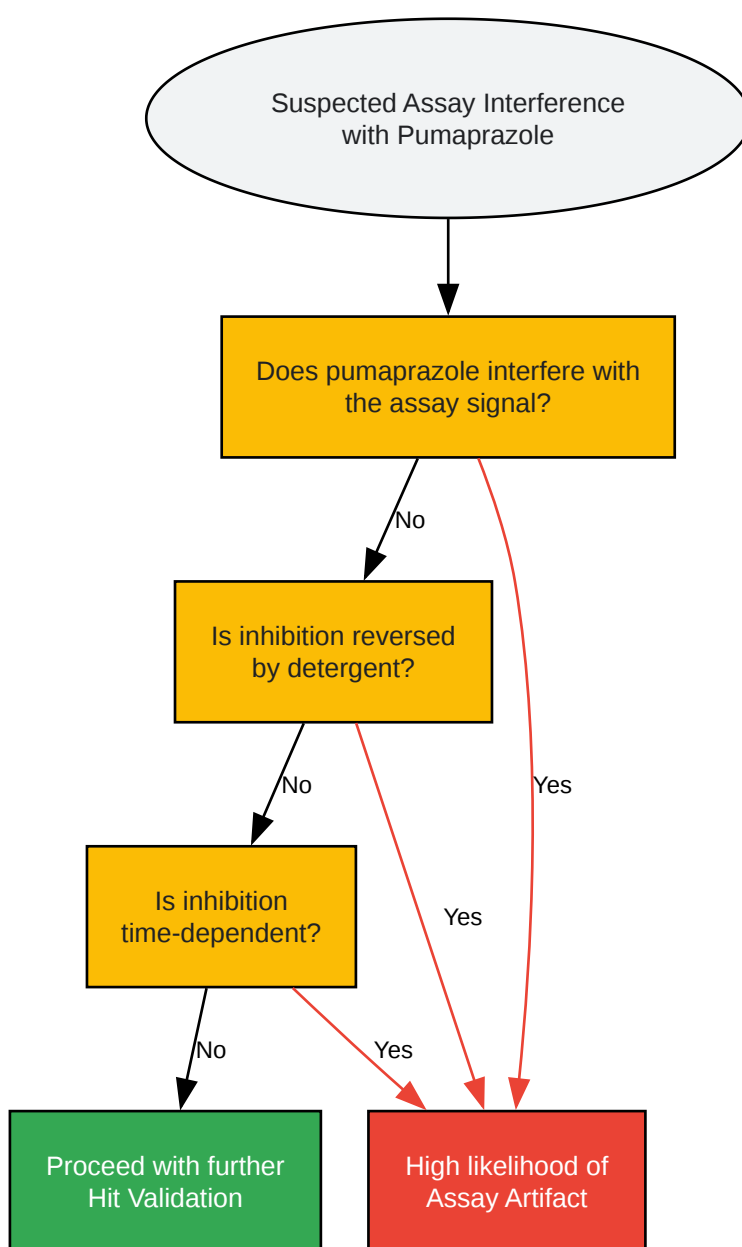 Suspected Assay Interference
with Pumaprazole
Does pumaprazole interfere with
the assay signal?
No
Is inhibition reversed
by detergent?
No
Yes
Is inhibition
time-dependent?
Yes
No
Yes
Proceed with further
Hit Validation
High likelihood of
Assay Artifact